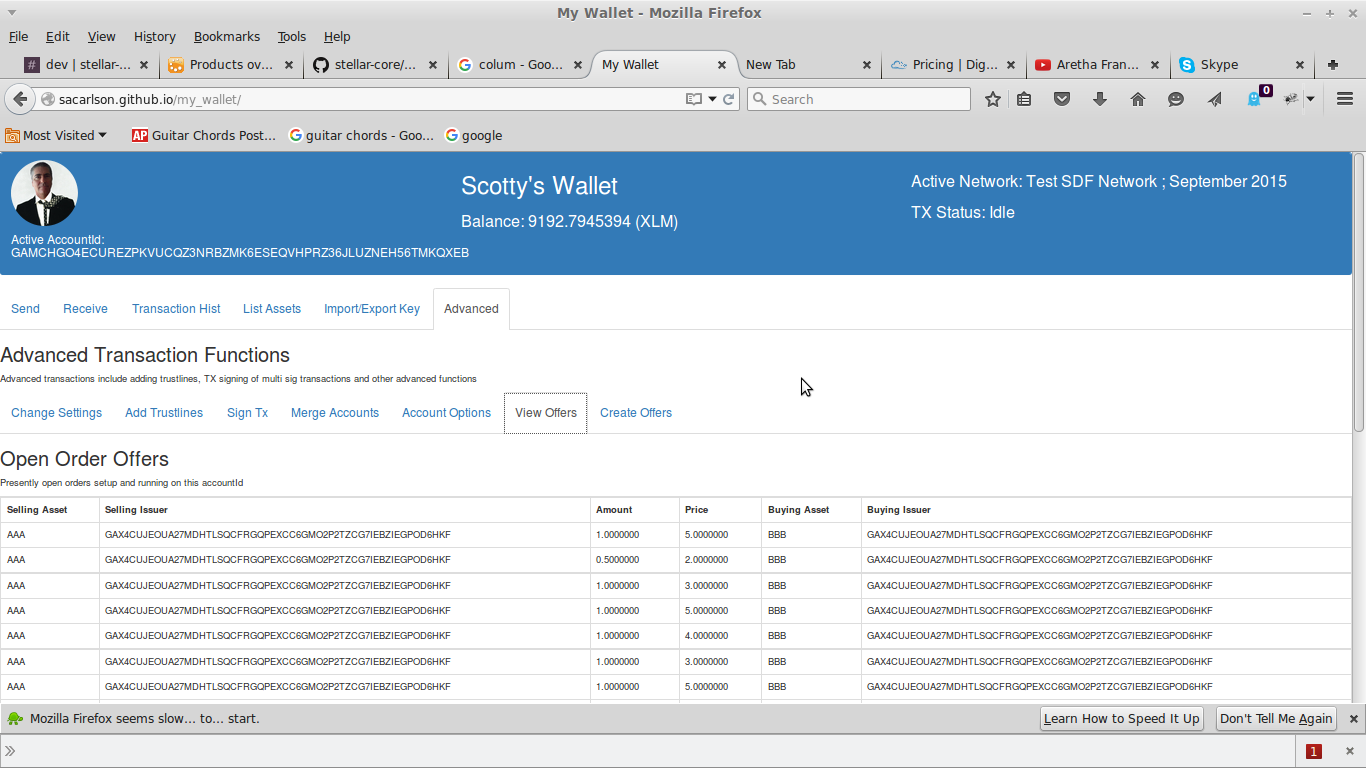 My Wallet - Mozilla Firefox
File Edit View History Bookmarks Tools Help
dev | stellar-... Products ov... stellar-core/... colum - Goo... My Wallet New Tab Pricing | Dig... Aretha Fran... Skype
sacarlson.github.io/my_wallet/ Search 0
Most Visited AP Guitar Chords Post... guitar chords - Goo... google
Scotty's Wallet
Balance: 9192.7945394 (XLM)
Active Network: Test SDF Network ; September 2015
TX Status: Idle
Active AccountId:
GAMCHGO4ECUREZPKVUCQZ3NRBZMK6ESEQVHPRZ36JLUZNEH56TMKQXEB
Send Receive Transaction Hist List Assets Import/Export Key Advanced
Advanced Transaction Functions
Advanced transactions include adding trustlines, TX signing of multi sig transactions and other advanced functions
Change Settings Add Trustlines Sign Tx Merge Accounts Account Options View Offers Create Offers
Open Order Offers
Presently open orders setup and running on this accountId
Selling Asset Selling Issuer Amount Price Buying Asset Buying Issuer
AAA GAX4CUJEOUA27MDHTLSQCFRGQPEXCC6GMO2P2TZCG7IEBZIEGPOD6HKF 1.0000000 5.0000000 BBB GAX4CUJEOUA27MDHTLSQCFRGQPEXCC6GMO2P2TZCG7IEBZIEGPOD6HKF
AAA GAX4CUJEOUA27MDHTLSQCFRGQPEXCC6GMO2P2TZCG7IEBZIEGPOD6HKF 0.5000000 2.0000000 BBB GAX4CUJEOUA27MDHTLSQCFRGQPEXCC6GMO2P2TZCG7IEBZIEGPOD6HKF
AAA GAX4CUJEOUA27MDHTLSQCFRGQPEXCC6GMO2P2TZCG7IEBZIEGPOD6HKF 1.0000000 3.0000000 BBB GAX4CUJEOUA27MDHTLSQCFRGQPEXCC6GMO2P2TZCG7IEBZIEGPOD6HKF
AAA GAX4CUJEOUA27MDHTLSQCFRGQPEXCC6GMO2P2TZCG7IEBZIEGPOD6HKF 1.0000000 5.0000000 BBB GAX4CUJEOUA27MDHTLSQCFRGQPEXCC6GMO2P2TZCG7IEBZIEGPOD6HKF
AAA GAX4CUJEOUA27MDHTLSQCFRGQPEXCC6GMO2P2TZCG7IEBZIEGPOD6HKF 1.0000000 4.0000000 BBB GAX4CUJEOUA27MDHTLSQCFRGQPEXCC6GMO2P2TZCG7IEBZIEGPOD6HKF
AAA GAX4CUJEOUA27MDHTLSQCFRGQPEXCC6GMO2P2TZCG7IEBZIEGPOD6HKF 1.0000000 3.0000000 BBB GAX4CUJEOUA27MDHTLSQCFRGQPEXCC6GMO2P2TZCG7IEBZIEGPOD6HKF
AAA GAX4CUJEOUA27MDHTLSQCFRGQPEXCC6GMO2P2TZCG7IEBZIEGPOD6HKF 1.0000000 5.0000000 BBB GAX4CUJEOUA27MDHTLSQCFRGQPEXCC6GMO2P2TZCG7IEBZIEGPOD6HKF
Mozilla Firefox seems slow... to... start. Learn How to Speed It Up Don't Tell Me Again
1